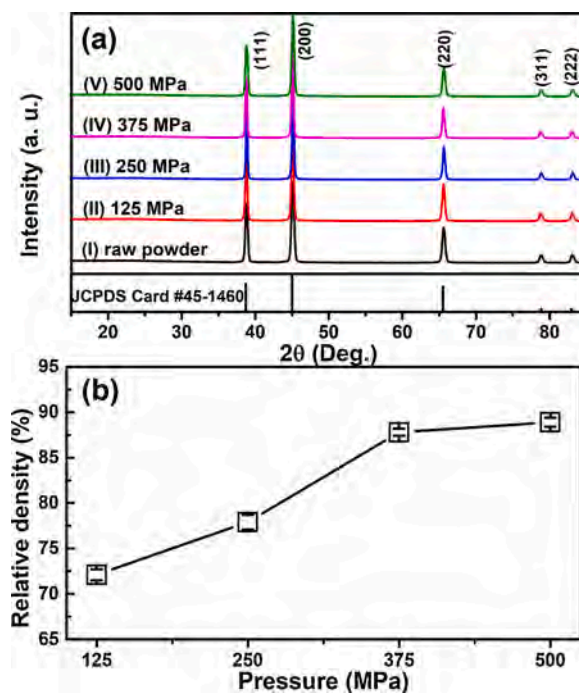 (a)
(111)
(200)
(220)
(311)
(222)
(V) 500 MPa
(IV) 375 MPa
(III) 250 MPa
(II) 125 MPa
(I) raw powder
JCPDS Card #45-1460
Intensity (a. u.)
20 30 40 50 60 70 80
2θ (Deg.)
(b)
95
90
85
80
75
70
65
Relative density (%)
125 250 375 500
Pressure (MPa)